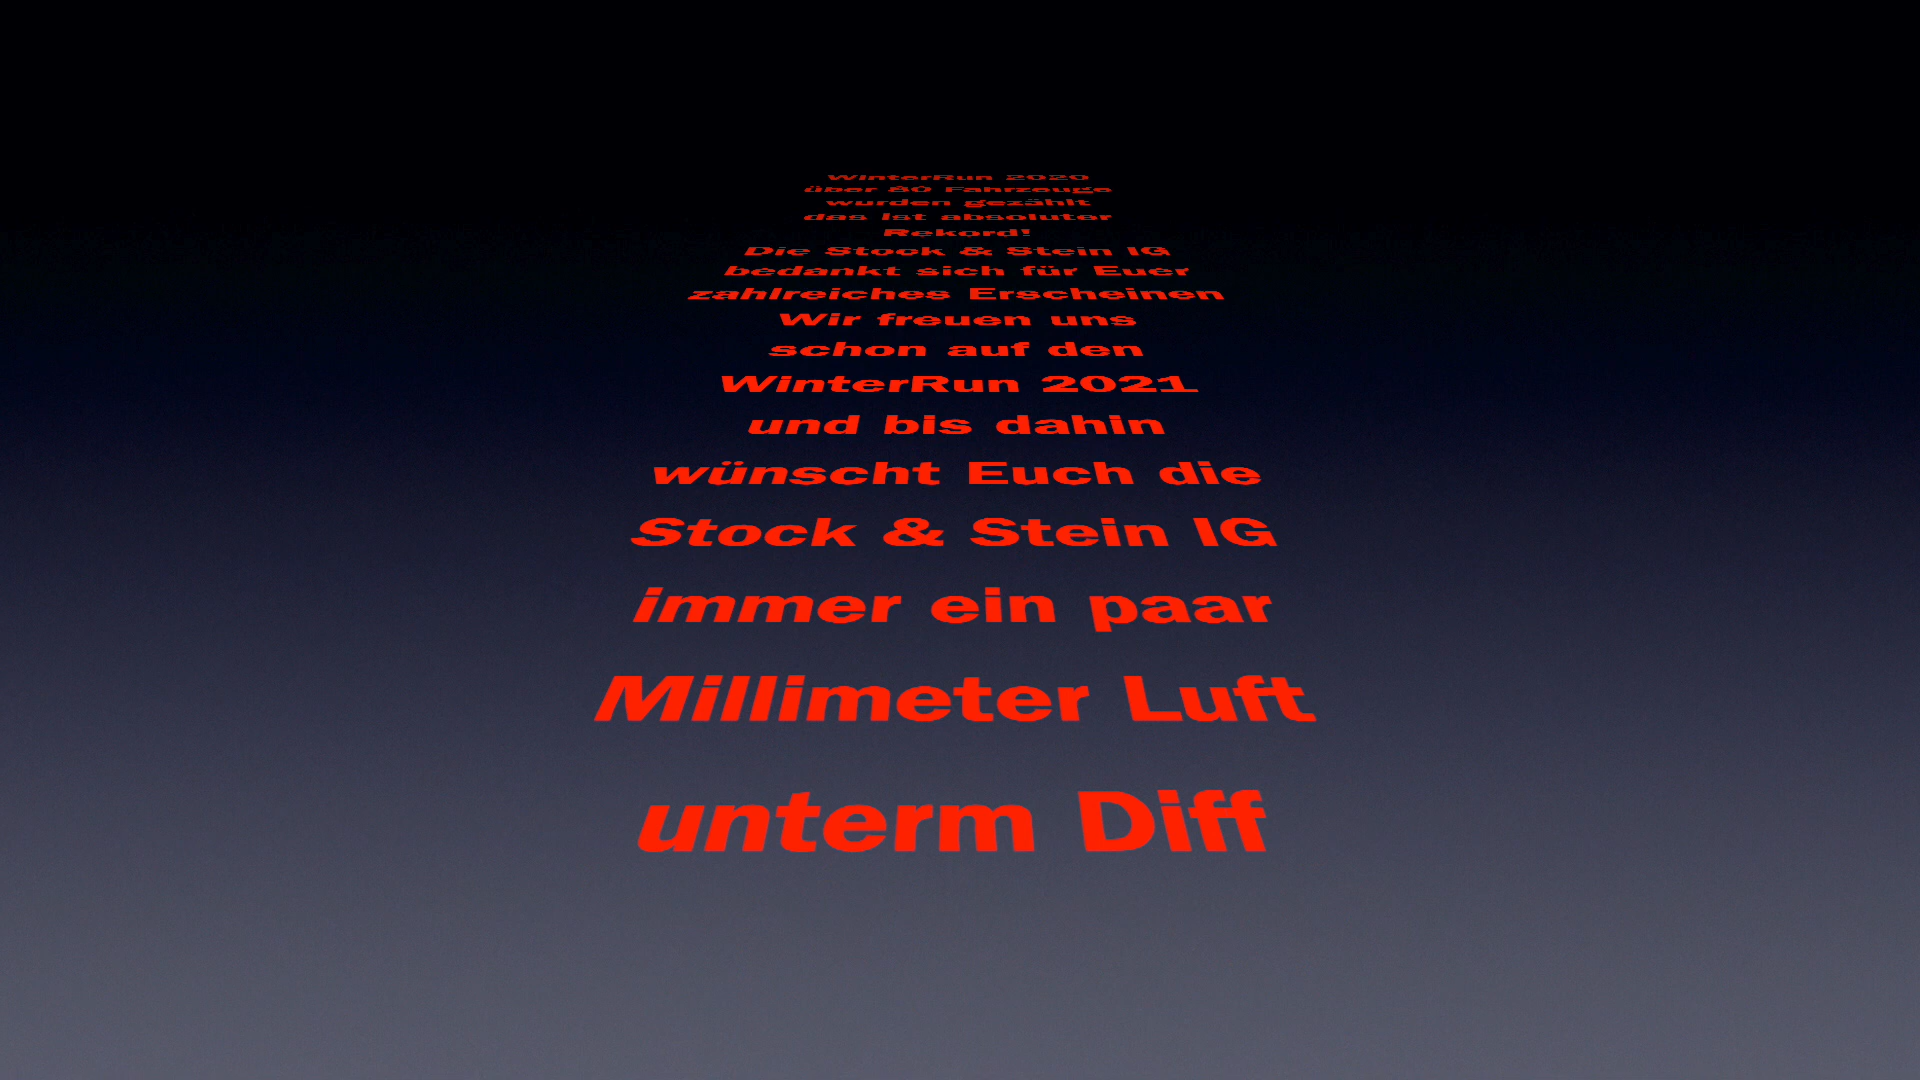 WinterRun 2020
über 80 Fahrzeuge
wurden gezählt
das ist absoluter
Rekord!
Die Stock & Stein IG
bedankt sich für Euer
zahlreiches Erscheinen
Wir freuen uns
schon auf den
WinterRun 2021
und bis dahin
wünscht Euch die
Stock & Stein IG
immer ein paar
Millimeter Luft
unterm Diff